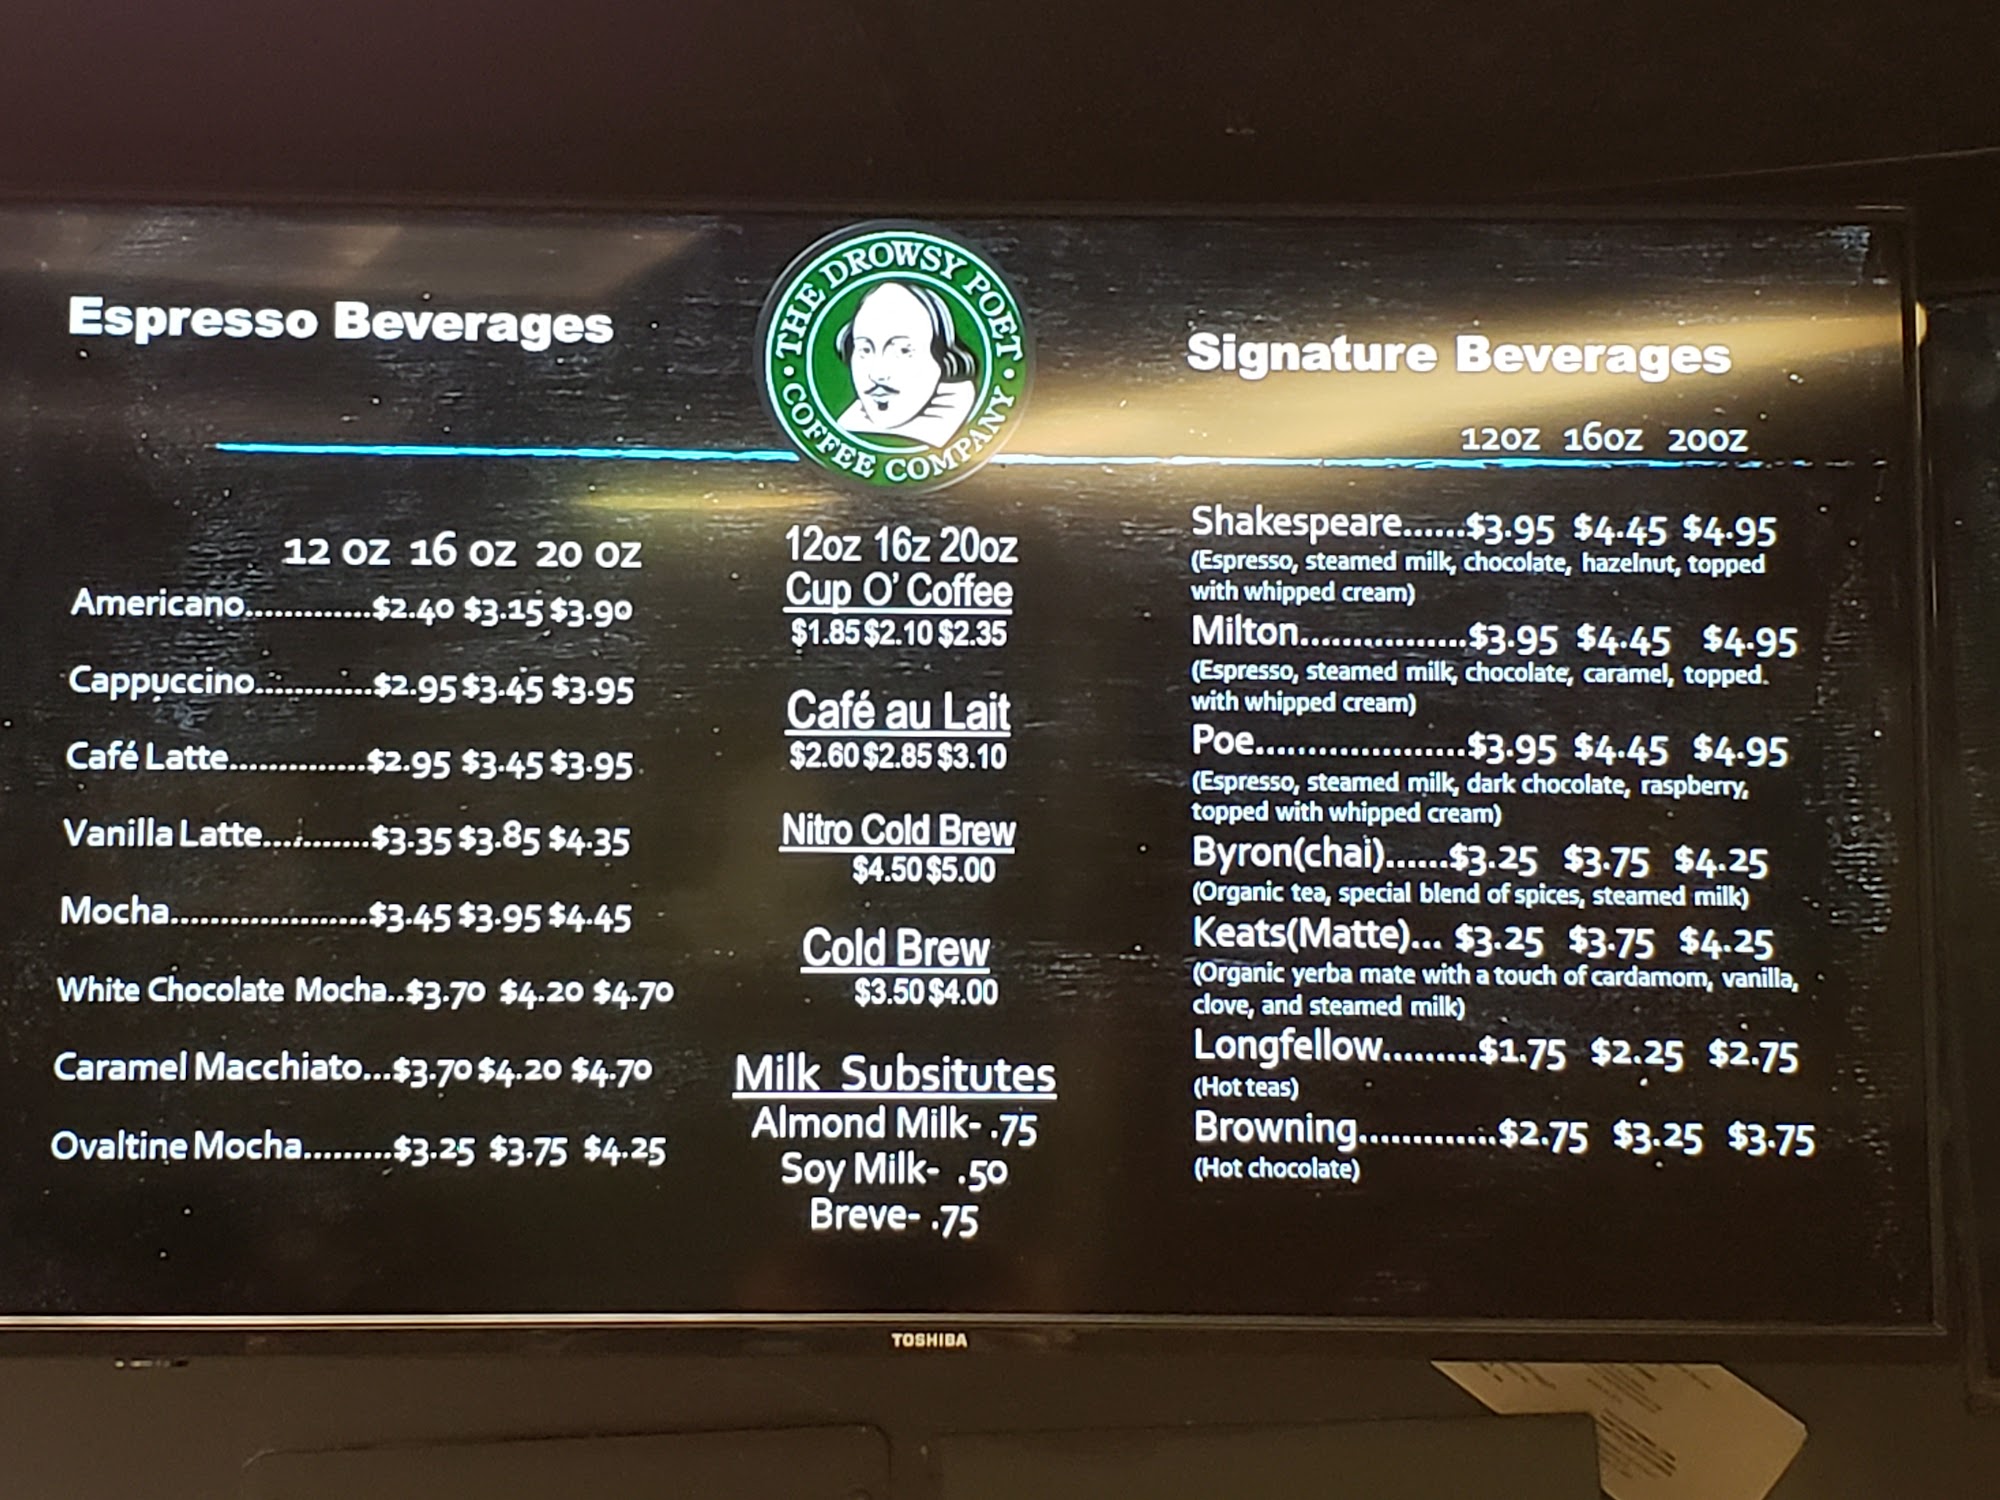 THE DROWSY POET
COFFEE COMPANY
Espresso Beverages
12 OZ 16 OZ 20 OZ
Americano.............$2.40 $3.15 $3.90
Cappuccino............$2.95 $3.45 $3.95
Café Latte..............$2.95 $3.45 $3.95
Vanilla Latte...........$3.35 $3.85 $4.35
Mocha....................$3.45 $3.95 $4.45
White Chocolate Mocha..$3.70 $4.20 $4.70
Caramel Macchiato...$3.70 $4.20 $4.70
Ovaltine Mocha.........$3.25 $3.75 $4.25
12oz 16z 20oz
Cup O' Coffee
$1.85 $2.10 $2.35
Café au Lait
$2.60 $2.85 $3.10
Nitro Cold Brew
$4.50 $5.00
Cold Brew
$3.50 $4.00
Milk Subsitutes
Almond Milk- .75
Soy Milk- .50
Breve- .75
Signature Beverages
12OZ 16OZ 20OZ
Shakespeare......$3.95 $4.45 $4.95
(Espresso, steamed milk, chocolate, hazelnut, topped
with whipped cream)
Milton................$3.95 $4.45 $4.95
(Espresso, steamed milk, chocolate, caramel, topped
with whipped cream)
Poe.....................$3.95 $4.45 $4.95
(Espresso, steamed milk, dark chocolate, raspberry,
topped with whipped cream)
Byron(chai)......$3.25 $3.75 $4.25
(Organic tea, special blend of spices, steamed milk)
Keats(Matte)... $3.25 $3.75 $4.25
(Organic yerba mate with a touch of cardamom, vanilla,
clove, and steamed milk)
Longfellow.........$1.75 $2.25 $2.75
(Hot teas)
Browning.............$2.75 $3.25 $3.75
(Hot chocolate)
TOSHIBA